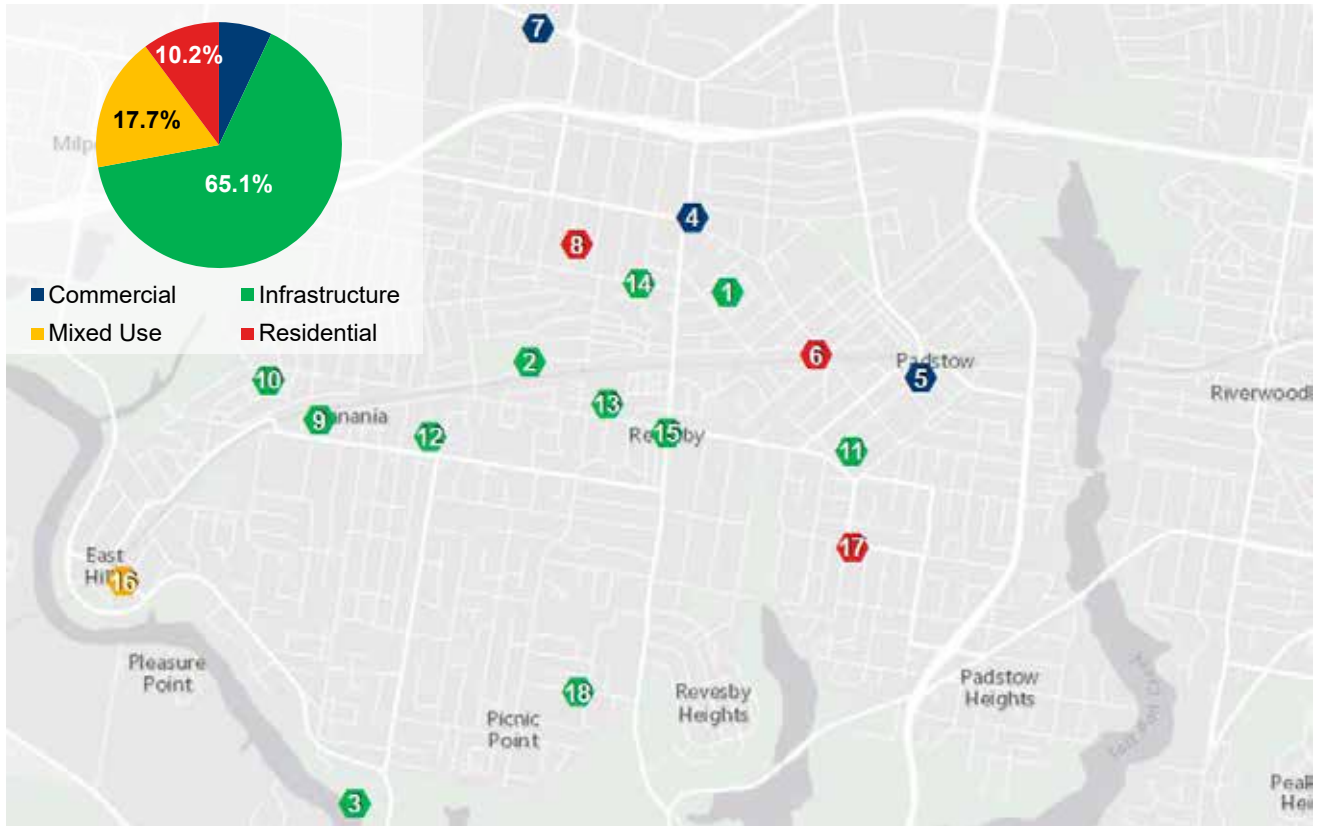 7
10.2%
17.7%
65.1%
Commercial
Infrastructure
Mixed Use
Residential
4
8
14
1
2
6
Padstow
5
10
9
13
12
15
11
Riverwood
East
16
17
Pleasure
Point
18
Picnic
Point
Revesby
Heights
Padstow
Heights
3